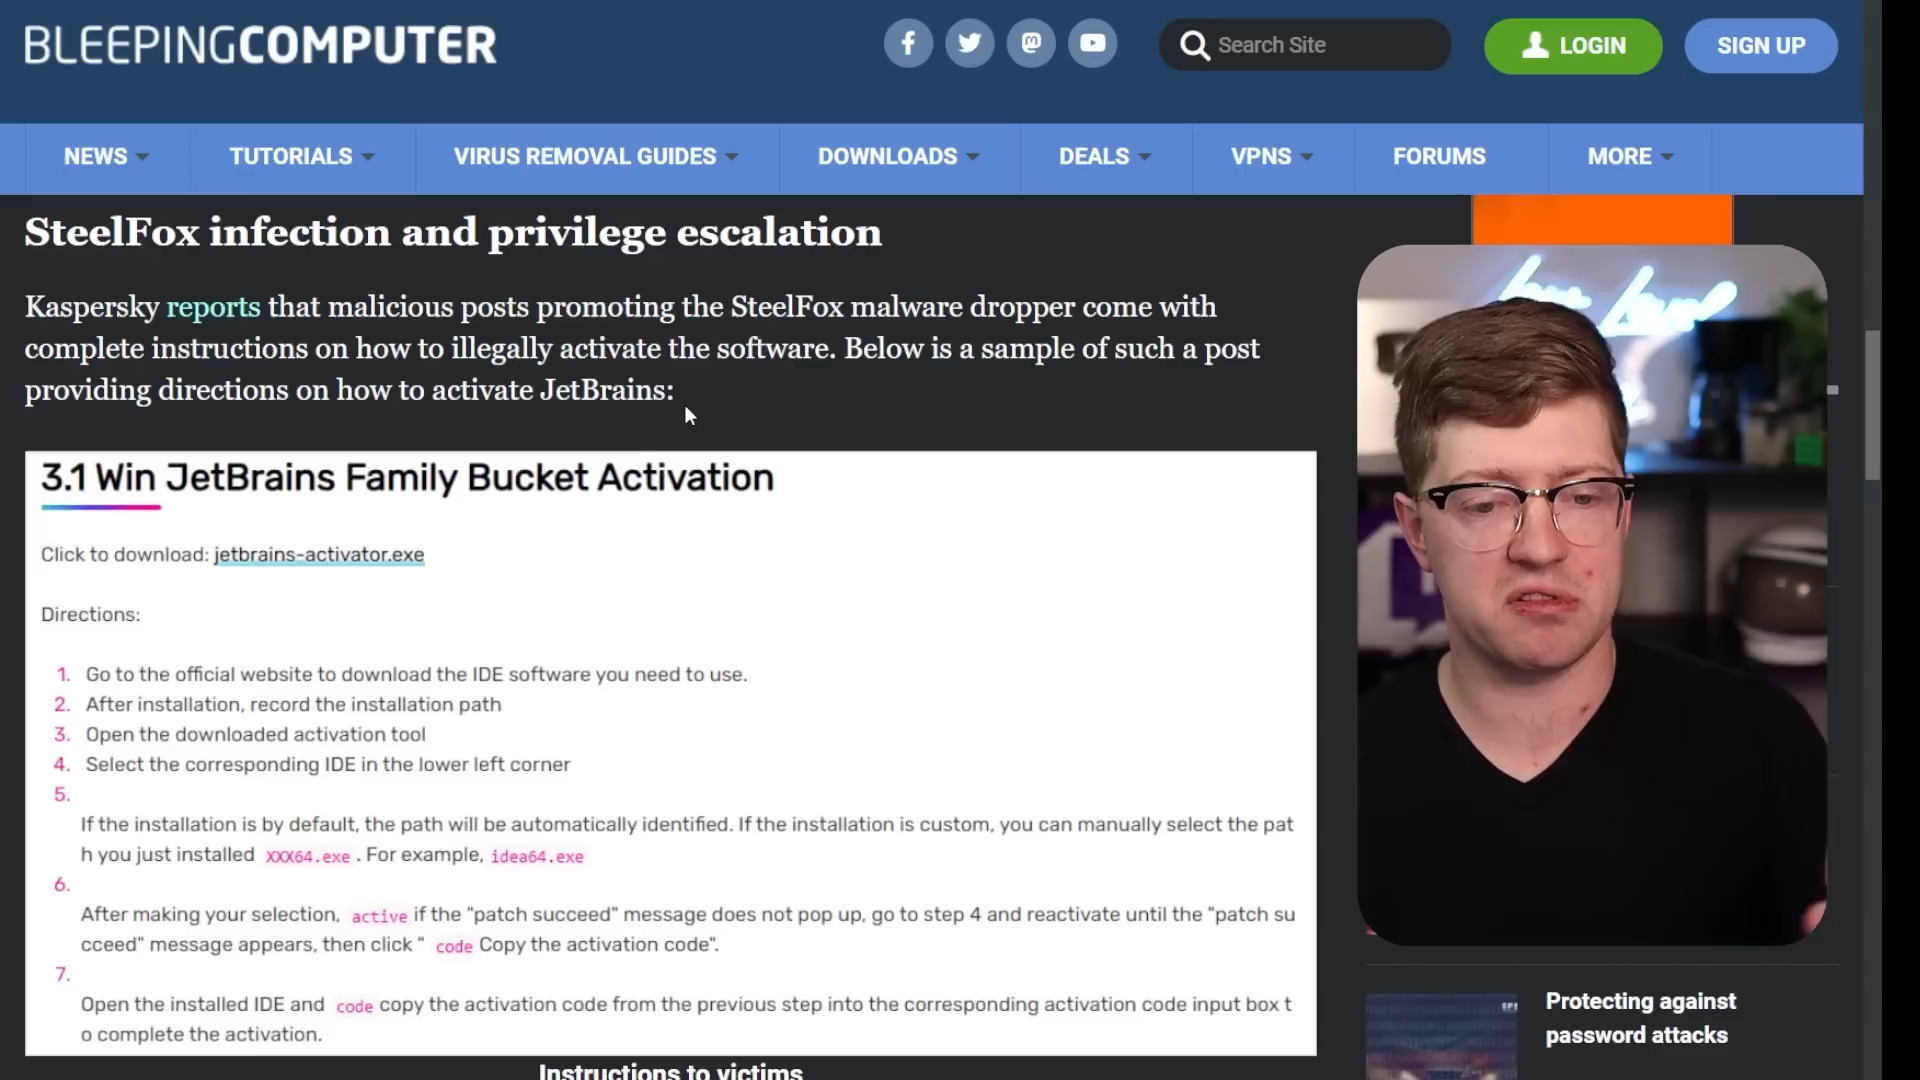 BLEEPINGCOMPUTER
Search Site
LOGIN
SIGN UP
NEWS
TUTORIALS
VIRUS REMOVAL GUIDES
DOWNLOADS
DEALS
VPNS
FORUMS
MORE
SteelFox infection and privilege escalation
Kaspersky reports that malicious posts promoting the SteelFox malware dropper come with
complete instructions on how to illegally activate the software. Below is a sample of such a post
providing directions on how to activate JetBrains:
3.1 Win JetBrains Family Bucket Activation
Click to download: jetbrains-activator.exe
Directions:
1. Go to the official website to download the IDE software you need to use.
2. After installation, record the installation path
3. Open the downloaded activation tool
4. Select the corresponding IDE in the lower left corner
5.
If the installation is by default, the path will be automatically identified. If the installation is custom, you can manually select the pat
h you just installed XXX64.exe . For example, idea64.exe
6.
After making your selection, active if the "patch succeed" message does not pop up, go to step 4 and reactivate until the "patch su
cceed" message appears, then click " code Copy the activation code".
7.
Open the installed IDE and code copy the activation code from the previous step into the corresponding activation code input box t
o complete the activation.
Instructions to victims
Protecting against
password attacks